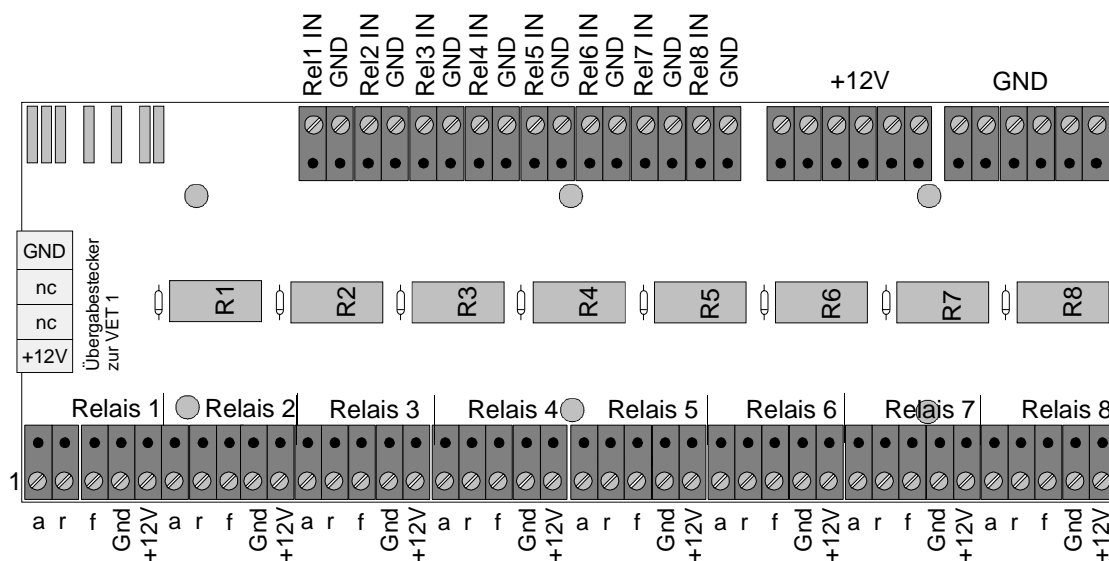 Rel1 IN
GND
Rel2 IN
GND
Rel3 IN
GND
Rel4 IN
GND
Rel5 IN
GND
Rel6 IN
GND
Rel7 IN
GND
Rel8 IN
GND
+12V
GND
GND
nc
nc
+12V
Übergabestecker
zur VET 1
R1
R2
R3
R4
R5
R6
R7
R8
Relais 1
Relais 2
Relais 3
Relais 4
Relais 5
Relais 6
Relais 7
Relais 8
1
a r f Gnd +12V
a r f Gnd +12V
a r f Gnd +12V
a r f Gnd +12V
a r f Gnd +12V
a r f Gnd +12V
a r f Gnd +12V
a r f Gnd +12V